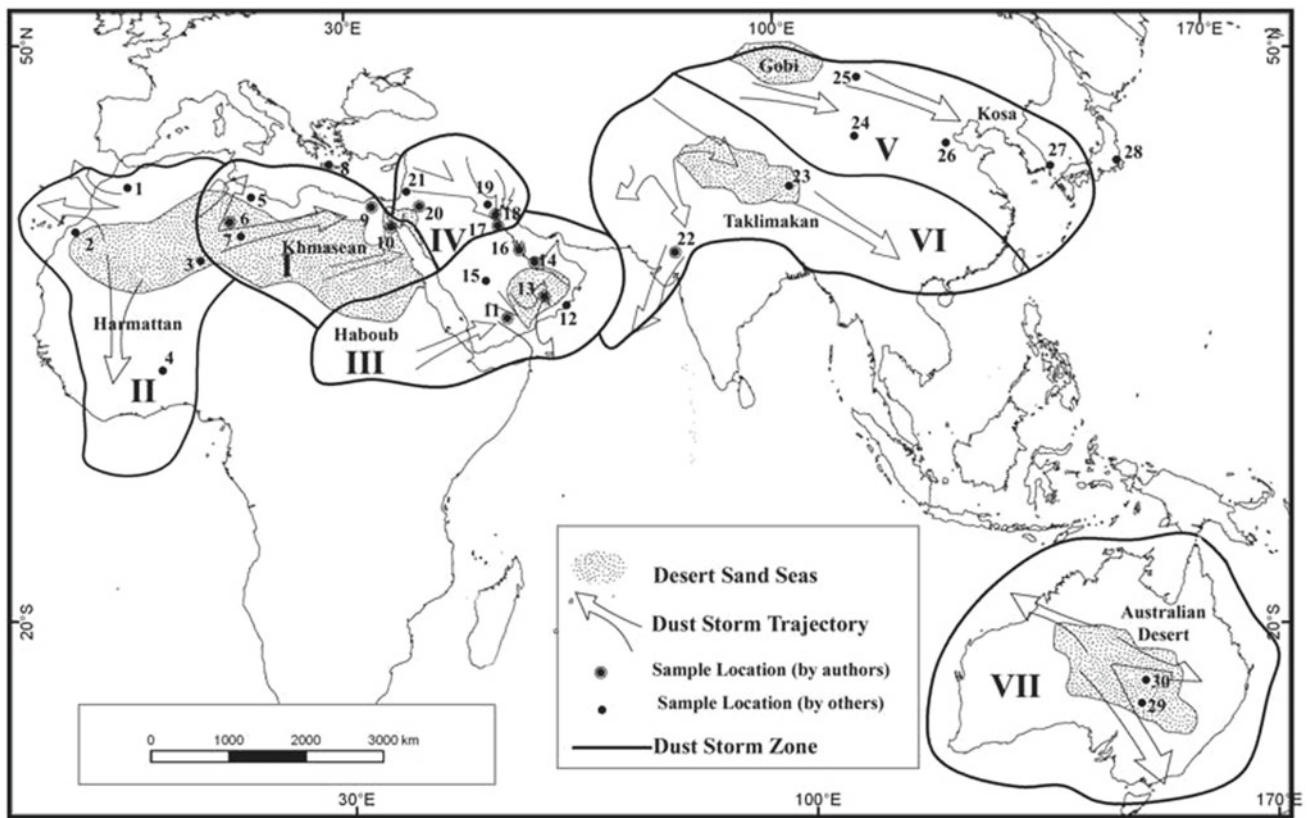 30°E
100°E
170°E
50°N
50°N
Gobi
25
Kosa
24
V
26
27
28
8
1
21
19
23
5
20
18
9
2
6
17
Taklimakan
7
10
IV
22
VI
Khmasean
16
3
I
14
15
13
Harmattan
Haboub
11
12
III
4
II
Desert Sand Seas
Dust Storm Trajectory
Sample Location (by authors)
Sample Location (by others)
Dust Storm Zone
20°S
20°S
Australian
Desert
VII
30
29
0 1000 2000 3000 km
30°E
100°E
170°E